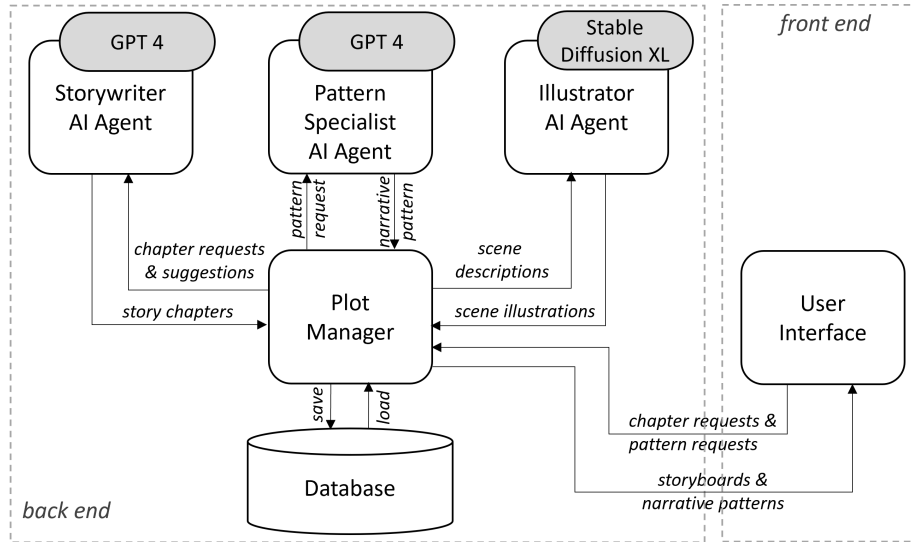 GPT 4
Storywriter
AI Agent
GPT 4
Pattern
Specialist
AI Agent
Stable
Diffusion XL
Illustrator
AI Agent
front end
chapter requests
& suggestions
story chapters
pattern
request
narrative
pattern
scene
descriptions
scene illustrations
Plot
Manager
User
Interface
save
load
chapter requests &
pattern requests
Database
storyboards &
narrative patterns
back end